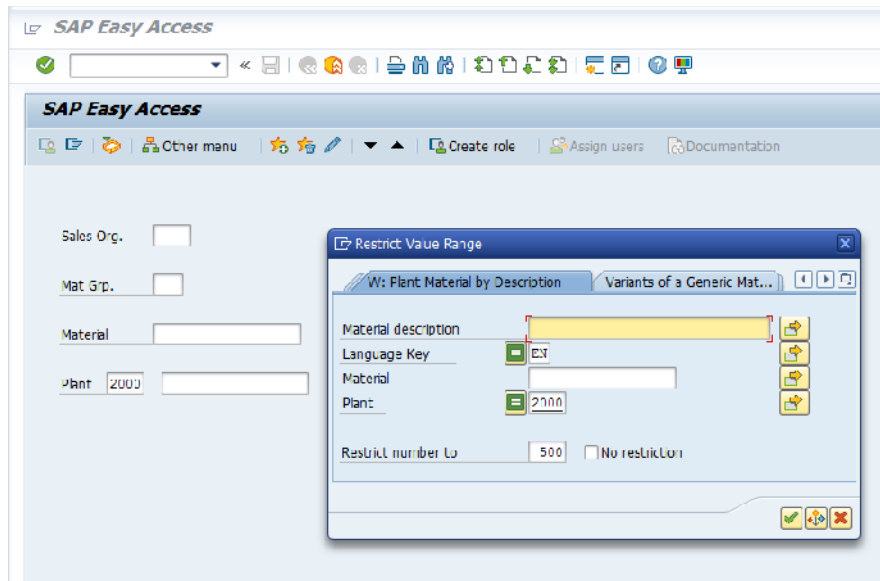 SAP Easy Access
SAP Easy Access
Other menu Create role Assign users Documentation
Sales Org.
Mat Grp.
Material
Plant 2000
Restrict Value Range
W: Plant Material by Description Variants of a Generic Mat...
Material description
Language Key EN
Material
Plant 2000
Restrict number to 500 No restriction